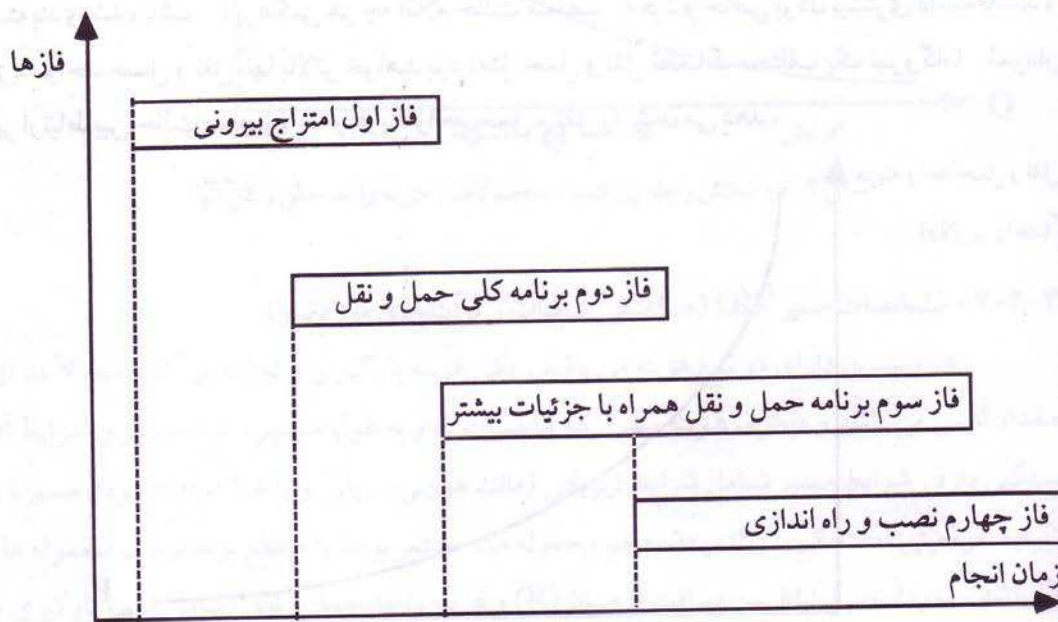 فازها
فاز اول امتزاج بیرونی
فاز دوم برنامه کلی حمل و نقل
فاز سوم برنامه حمل و نقل همراه با جزئیات بیشتر
فاز چهارم نصب و راه اندازی
زمان انجام